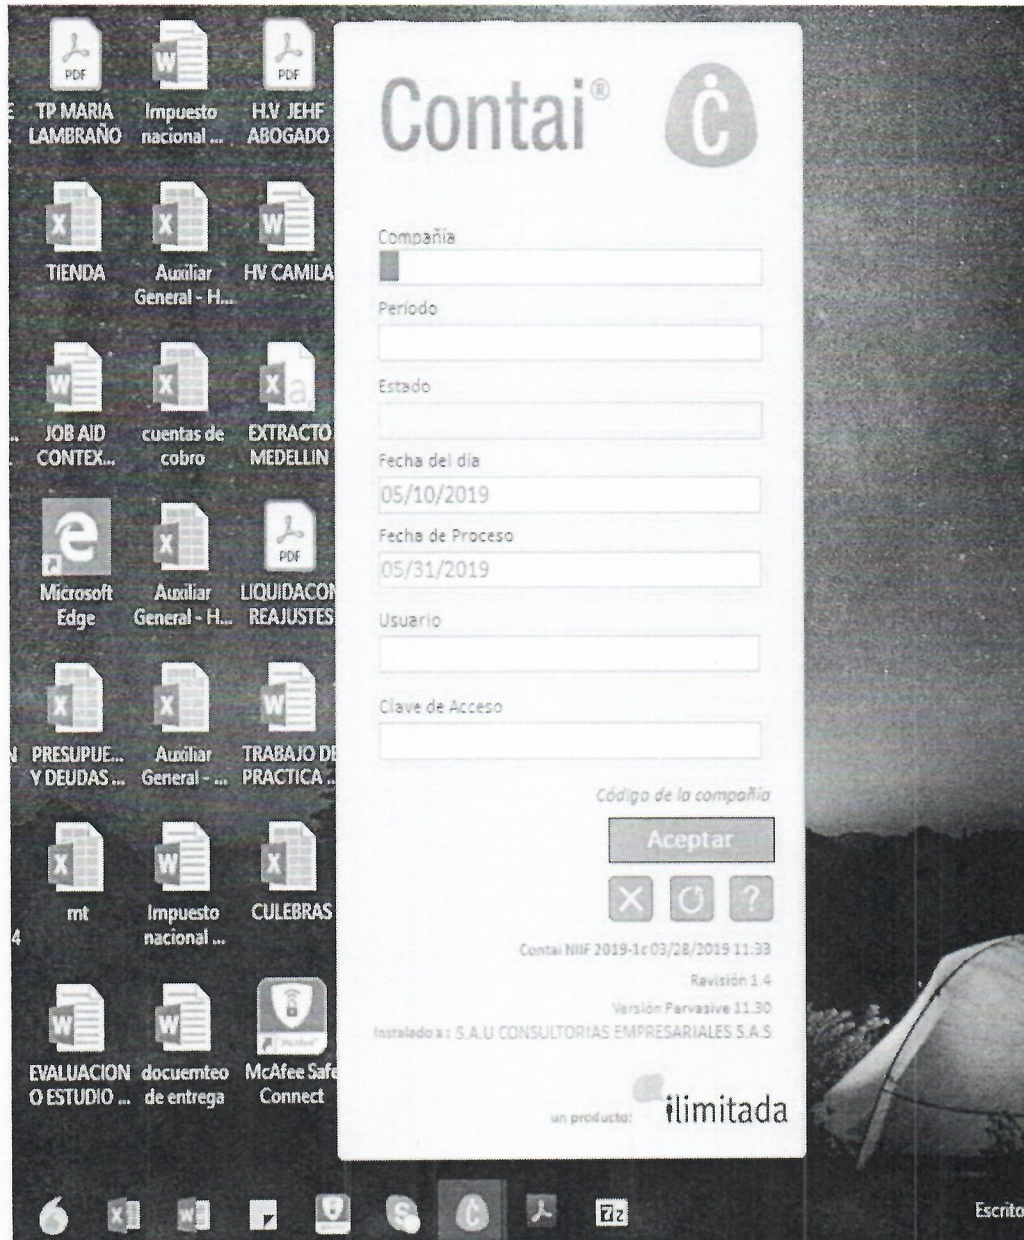 PDF
TP MARIA
LAMBRAÑO
Impuesto
nacional ...
PDF
H.V JEHF
ABOGADO
TIENDA
Auxiliar
General - H...
HV CAMILA
JOB AID
CONTEX...
cuentas de
cobro
EXTRACTO
MEDELLIN
Microsoft
Edge
Auxiliar
General - H...
PDF
LIQUIDACON
REAJUSTES
PRESUPUE...
Y DEUDAS ...
Auxiliar
General - ...
TRABAJO DE
PRACTICA ...
mt
Impuesto
nacional ...
CULEBRAS
4
EVALUACION
O ESTUDIO ...
docuemteo
de entrega
McAfee Safe
Connect
Contai®
Compañía
Período
Estado
Fecha del día
05/10/2019
Fecha de Proceso
05/31/2019
Usuario
Clave de Acceso
Código de la compañía
Aceptar
Contai NIIF 2019-1c 03/28/2019 11:33
Revisión 1.4
Versión Pervasive 11.30
Instalado a : S.A.U CONSULTORIAS EMPRESARIALES S.A.S
un producto:
ilimitada
Escrito